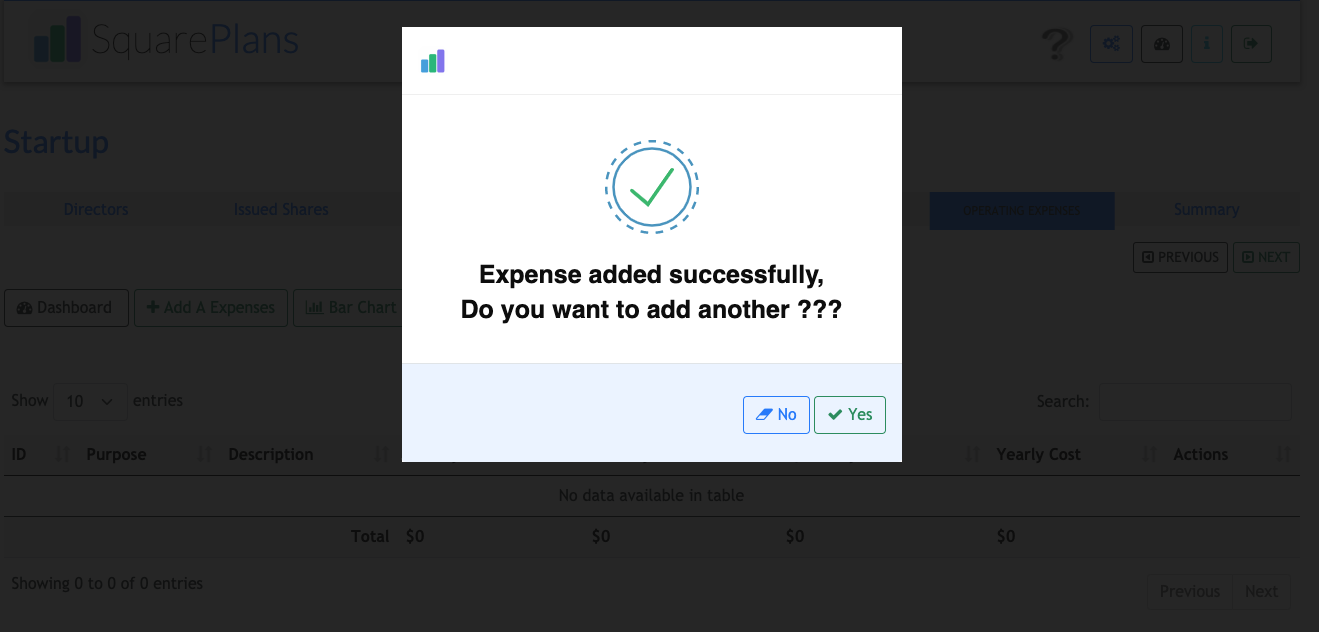 SquarePlans
Startup
Directors Issued Shares OPERATING EXPENSES Summary
PREVIOUS NEXT
Dashboard Add A Expenses Bar Chart
Expense added successfully,
Do you want to add another ???
No Yes
Show 10 entries Search:
ID Purpose Description Yearly Cost Actions
No data available in table
Total $0 $0 $0 $0
Showing 0 to 0 of 0 entries
Previous Next